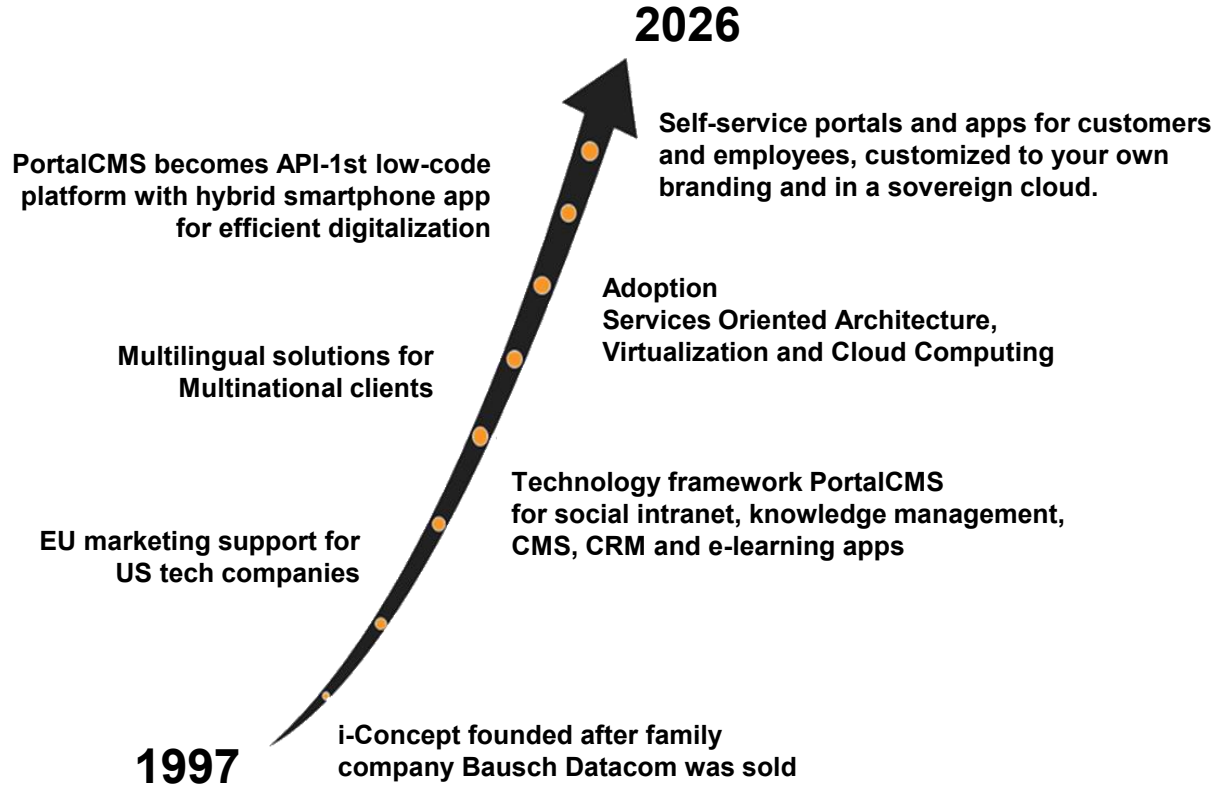 2026
Self-service portals and apps for customers
and employees, customized to your own
branding and in a sovereign cloud.
PortalCMS becomes API-1st low-code
platform with hybrid smartphone app
for efficient digitalization
Adoption
Services Oriented Architecture,
Virtualization and Cloud Computing
Multilingual solutions for
Multinational clients
Technology framework PortalCMS
for social intranet, knowledge management,
CMS, CRM and e-learning apps
EU marketing support for
US tech companies
i-Concept founded after family
company Bausch Datacom was sold
1997